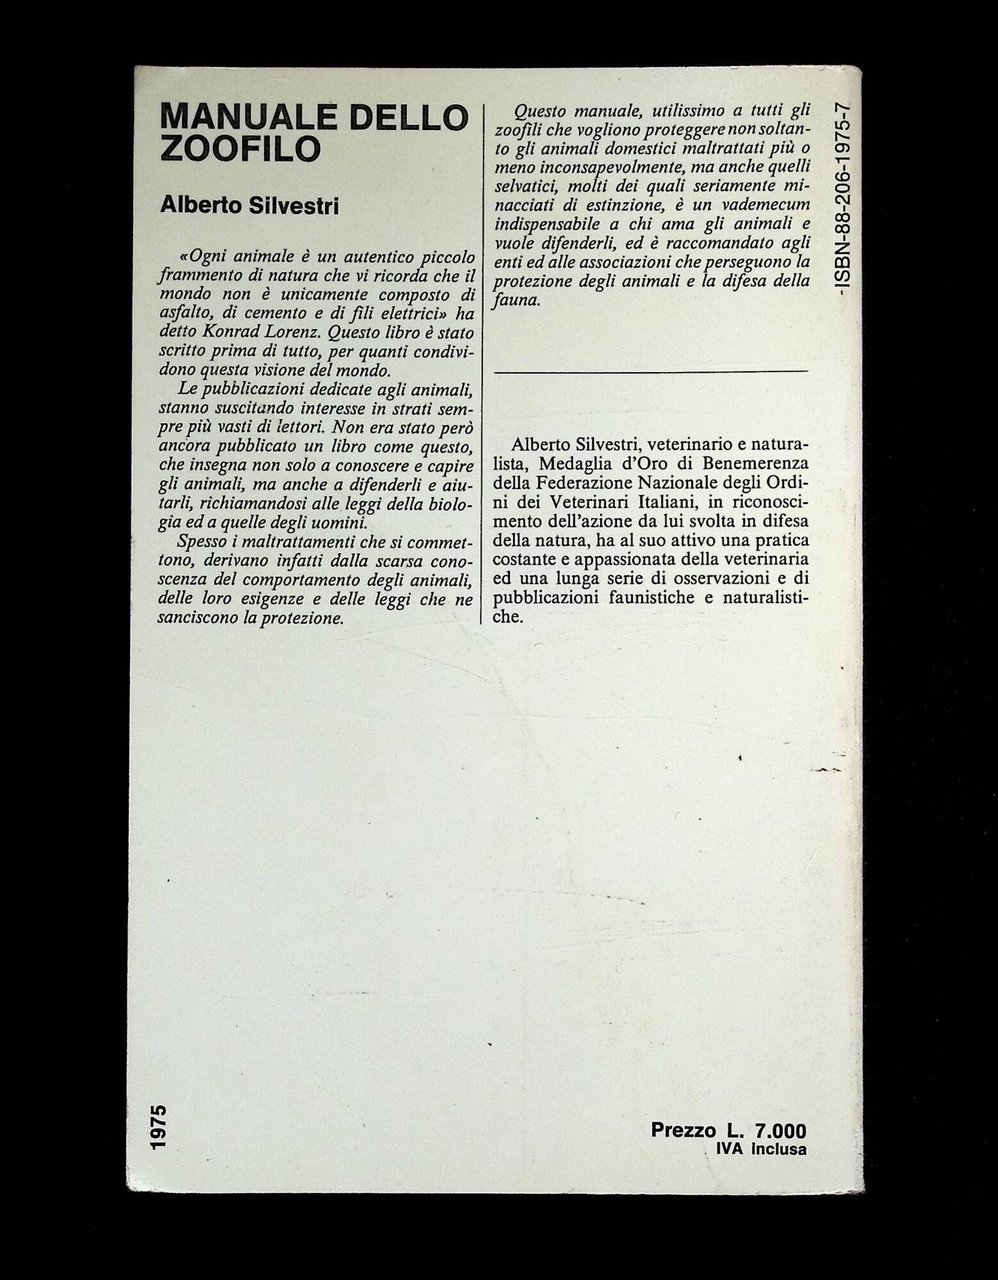 MANUALE DELLO
ZOOFILO
Alberto Silvestri
«Ogni animale è un autentico piccolo
frammento di natura che vi ricorda che il
mondo non è unicamente composto di
asfalto, di cemento e di fili elettrici» ha
detto Konrad Lorenz. Questo libro è stato
scritto prima di tutto, per quanti condivi-
dono questa visione del mondo.
Le pubblicazioni dedicate agli animali,
stanno suscitando interesse in strati sem-
pre più vasti di lettori. Non era stato però
ancora pubblicato un libro come questo,
che insegna non solo a conoscere e capire
gli animali, ma anche a difenderli e aiu-
tarli, richiamandosi alle leggi della biolo-
gia ed a quelle degli uomini.
Spesso i maltrattamenti che si commet-
tono, derivano infatti dalla scarsa cono-
scenza del comportamento degli animali,
delle loro esigenze e delle leggi che ne
sanciscono la protezione.
Questo manuale, utilissimo a tutti gli
zoofili che vogliono proteggere non soltan-
to gli animali domestici maltrattati più o
meno inconsapevolmente, ma anche quelli
selvatici, molti dei quali seriamente mi-
nacciati di estinzione, è un vademecum
indispensabile a chi ama gli animali e
vuole difenderli, ed è raccomandato agli
enti ed alle associazioni che perseguono la
protezione degli animali e la difesa della
fauna.
Alberto Silvestri, veterinario e natura-
lista, Medaglia d'Oro di Benemerenza
della Federazione Nazionale degli Ordi-
ni dei Veterinari Italiani, in riconosci-
mento dell'azione da lui svolta in difesa
della natura, ha al suo attivo una pratica
costante e appassionata della veterinaria
ed una lunga serie di osservazioni e di
pubblicazioni faunistiche e naturalisti-
che.
-ISBN-88-206-1975-7
1975
Prezzo L. 7.000
IVA inclusa